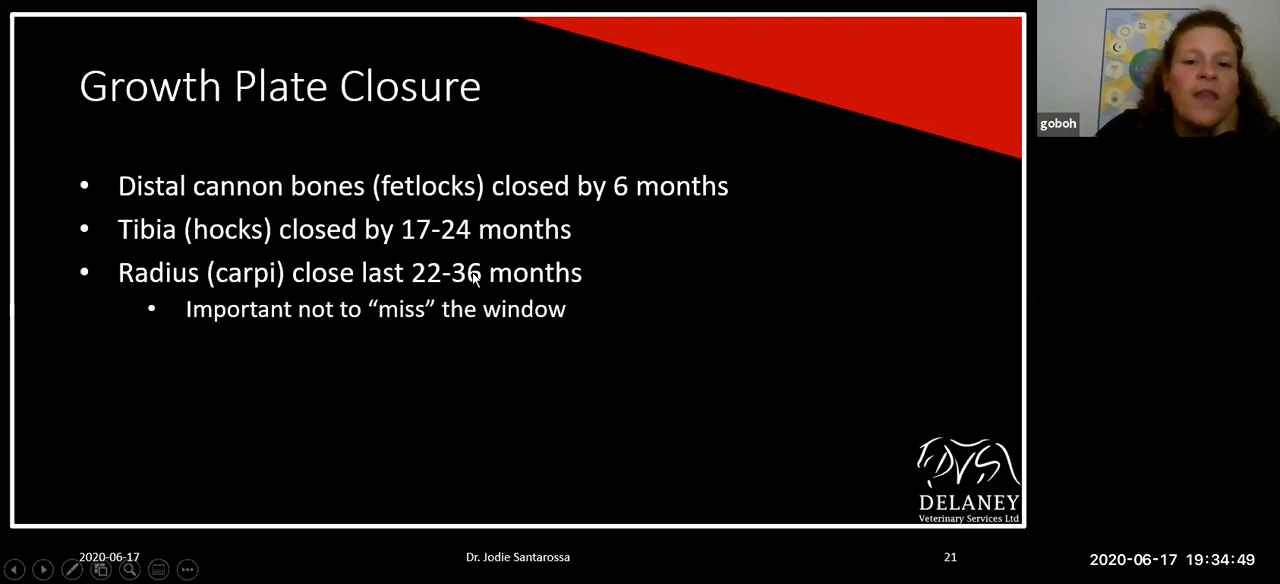 Growth Plate Closure
goboh
• Distal cannon bones (fetlocks) closed by 6 months
• Tibia (hocks) closed by 17-24 months
• Radius (carpi) close last 22-36 months
• Important not to “miss” the window
DVS
DELANEY
Veterinary Services Ltd
2020-06-17
Dr. Jodie Santarossa
21
2020-06-17 19:34:49